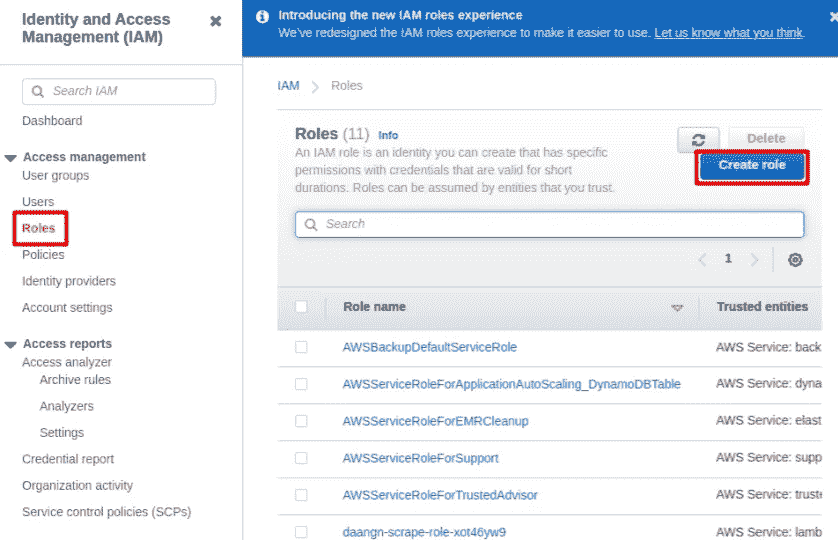 Identity and Access
Management (IAM)
Search IAM
Dashboard
Access management
User groups
Users
Roles
Policies
Identity providers
Account settings
Access reports
Access analyzer
Archive rules
Analyzers
Settings
Credential report
Organization activity
Service control policies (SCPs)
Introducing the new IAM roles experience
We've redesigned the IAM roles experience to make it easier to use. Let us know what you think.
IAM > Roles
Roles (11) Info
An IAM role is an identity you can create that has specific
permissions with credentials that are valid for short
durations. Roles can be assumed by entities that you trust.
Delete
Create role
Search
1
Role name Trusted entities
AWSBackupDefaultServiceRole AWS Service: back
AWSServiceRoleForApplicationAutoScaling_DynamoDBTable AWS Service: dyna
AWSServiceRoleForEMRCleanup AWS Service: elast
AWSServiceRoleForSupport AWS Service: supp
AWSServiceRoleForTrustedAdvisor AWS Service: truste
daangn-scrape-role-xot46yw9 AWS Service: lamb